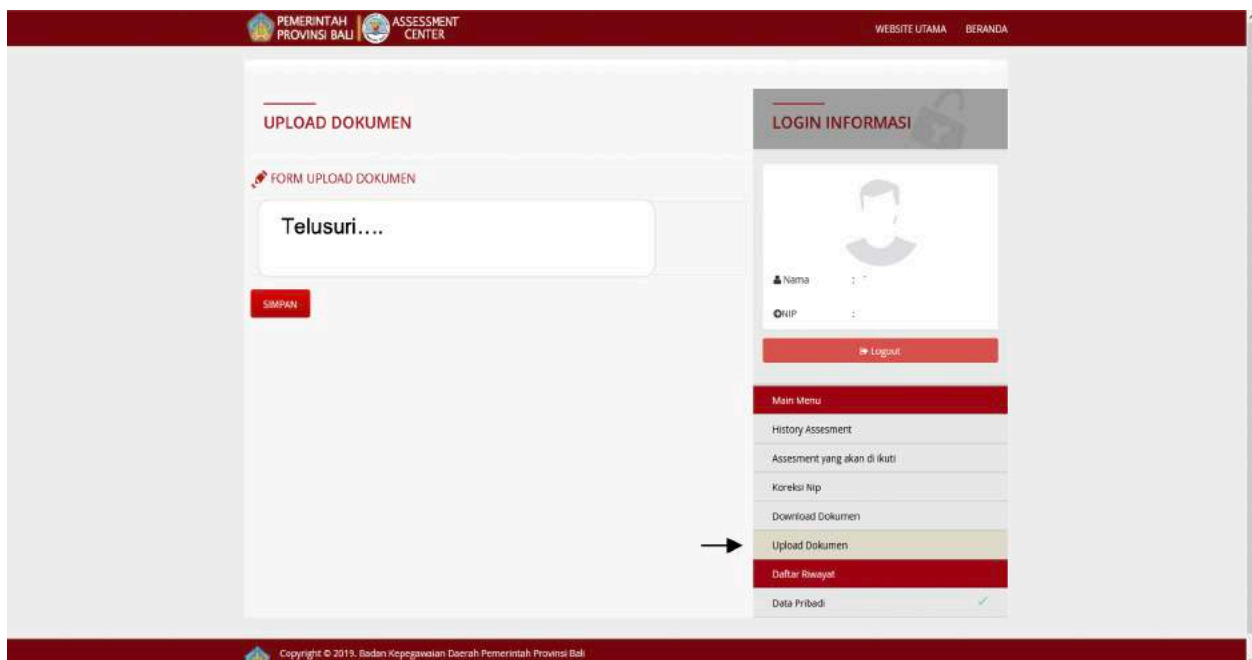 PEMERINTAH
PROVINSI BALI
ASSESSMENT
CENTER
WEBSITE UTAMA BERANDA
UPLOAD DOKUMEN
FORM UPLOAD DOKUMEN
Telusuri....
SIMPAN
LOGIN INFORMASI
Nama :
NIP :
Logout
Main Menu
History Assesment
Assesment yang akan di ikuti
Koreksi Nip
Download Dokumen
Upload Dokumen
Daftar Riwayat
Data Pribadi
Copyright © 2019. Badan Kepegawaian Daerah Pemerintah Provinsi Bali